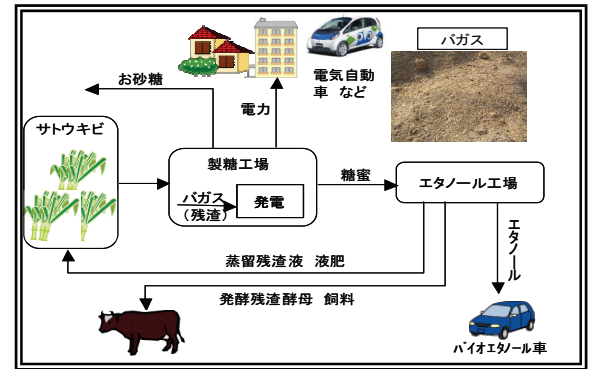 バガス
電気自動
車 など
お砂糖
電力
サトウキビ
製糖工場
バガス
(残渣)
発電
糖蜜
エタノール工場
エタノール
蒸留残渣液 液肥
発酵残渣酵母 飼料
バイオエタノール車